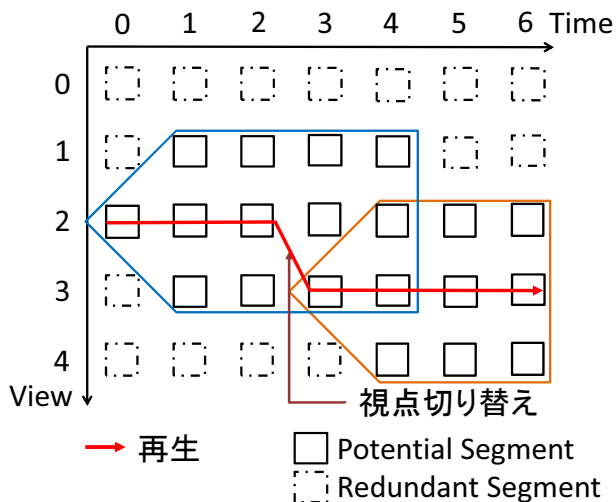 0 1 2 3 4 5 6 Time
0
1
2
3
4
View
視点切り替え
再生
Potential Segment
Redundant Segment